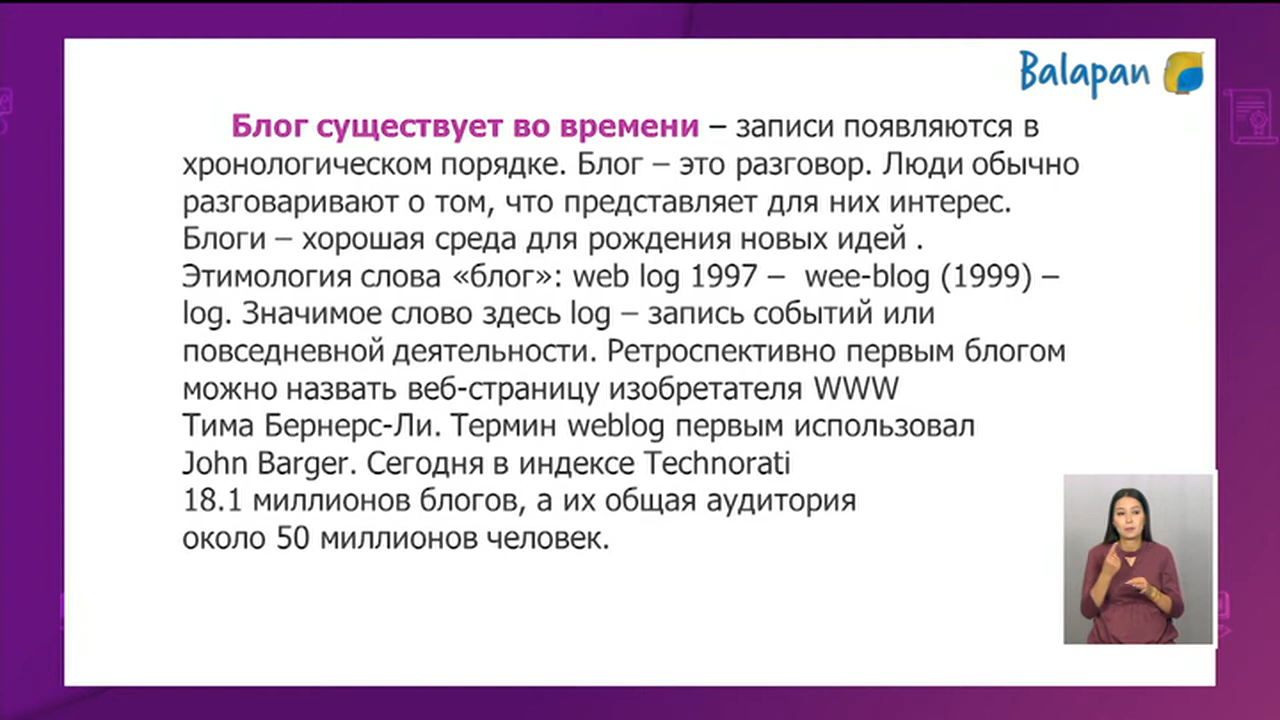 Balapan
Блог существует во времени – записи появляются в
хронологическом порядке. Блог – это разговор. Люди обычно
разговаривают о том, что представляет для них интерес.
Блоги – хорошая среда для рождения новых идей .
Этимология слова «блог»: web log 1997 – wee-blog (1999) –
log. Значимое слово здесь log – запись событий или
повседневной деятельности. Ретроспективно первым блогом
можно назвать веб-страницу изобретателя WWW
Тима Бернерс-Ли. Термин weblog первым использовал
John Barger. Сегодня в индексе Technorati
18.1 миллионов блогов, а их общая аудитория
около 50 миллионов человек.